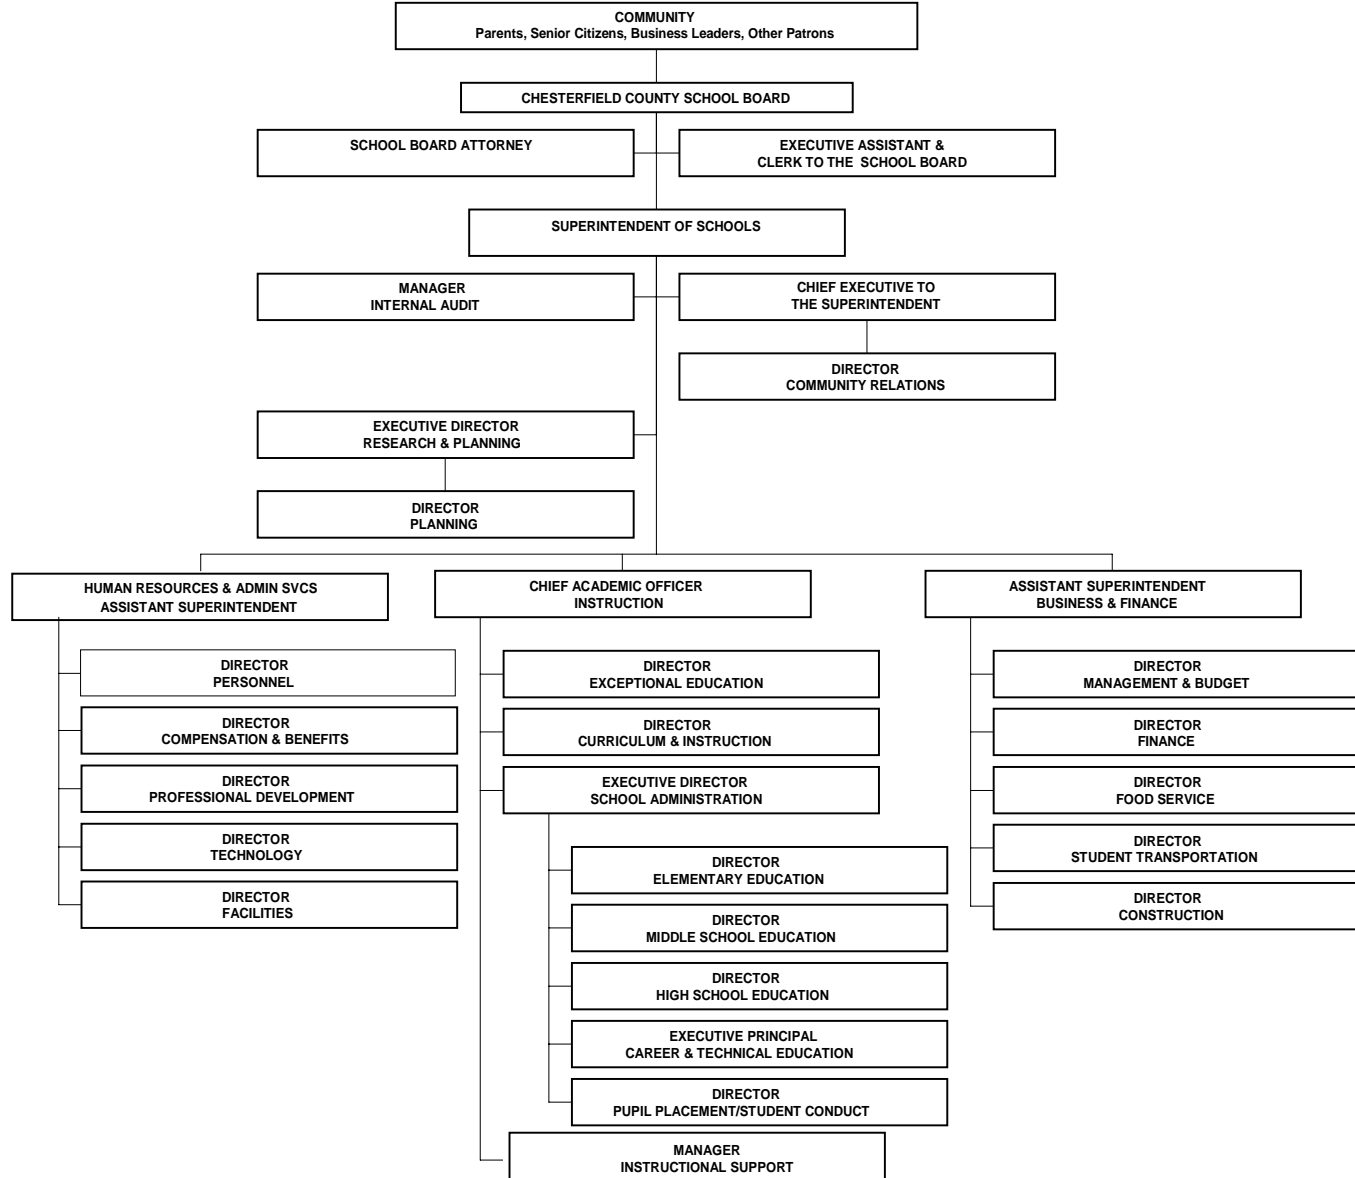 COMMUNITY
Parents, Senior Citizens, Business Leaders, Other Patrons
CHESTERFIELD COUNTY SCHOOL BOARD
SCHOOL BOARD ATTORNEY
EXECUTIVE ASSISTANT &
CLERK TO THE SCHOOL BOARD
SUPERINTENDENT OF SCHOOLS
MANAGER
INTERNAL AUDIT
CHIEF EXECUTIVE TO
THE SUPERINTENDENT
DIRECTOR
COMMUNITY RELATIONS
EXECUTIVE DIRECTOR
RESEARCH & PLANNING
DIRECTOR
PLANNING
HUMAN RESOURCES & ADMIN SVCS
ASSISTANT SUPERINTENDENT
DIRECTOR
PERSONNEL
DIRECTOR
COMPENSATION & BENEFITS
DIRECTOR
PROFESSIONAL DEVELOPMENT
DIRECTOR
TECHNOLOGY
DIRECTOR
FACILITIES
CHIEF ACADEMIC OFFICER
INSTRUCTION
DIRECTOR
EXCEPTIONAL EDUCATION
DIRECTOR
CURRICULUM & INSTRUCTION
EXECUTIVE DIRECTOR
SCHOOL ADMINISTRATION
DIRECTOR
ELEMENTARY EDUCATION
DIRECTOR
MIDDLE SCHOOL EDUCATION
DIRECTOR
HIGH SCHOOL EDUCATION
EXECUTIVE PRINCIPAL
CAREER & TECHNICAL EDUCATION
DIRECTOR
PUPIL PLACEMENT/STUDENT CONDUCT
MANAGER
INSTRUCTIONAL SUPPORT
ASSISTANT SUPERINTENDENT
BUSINESS & FINANCE
DIRECTOR
MANAGEMENT & BUDGET
DIRECTOR
FINANCE
DIRECTOR
FOOD SERVICE
DIRECTOR
STUDENT TRANSPORTATION
DIRECTOR
CONSTRUCTION